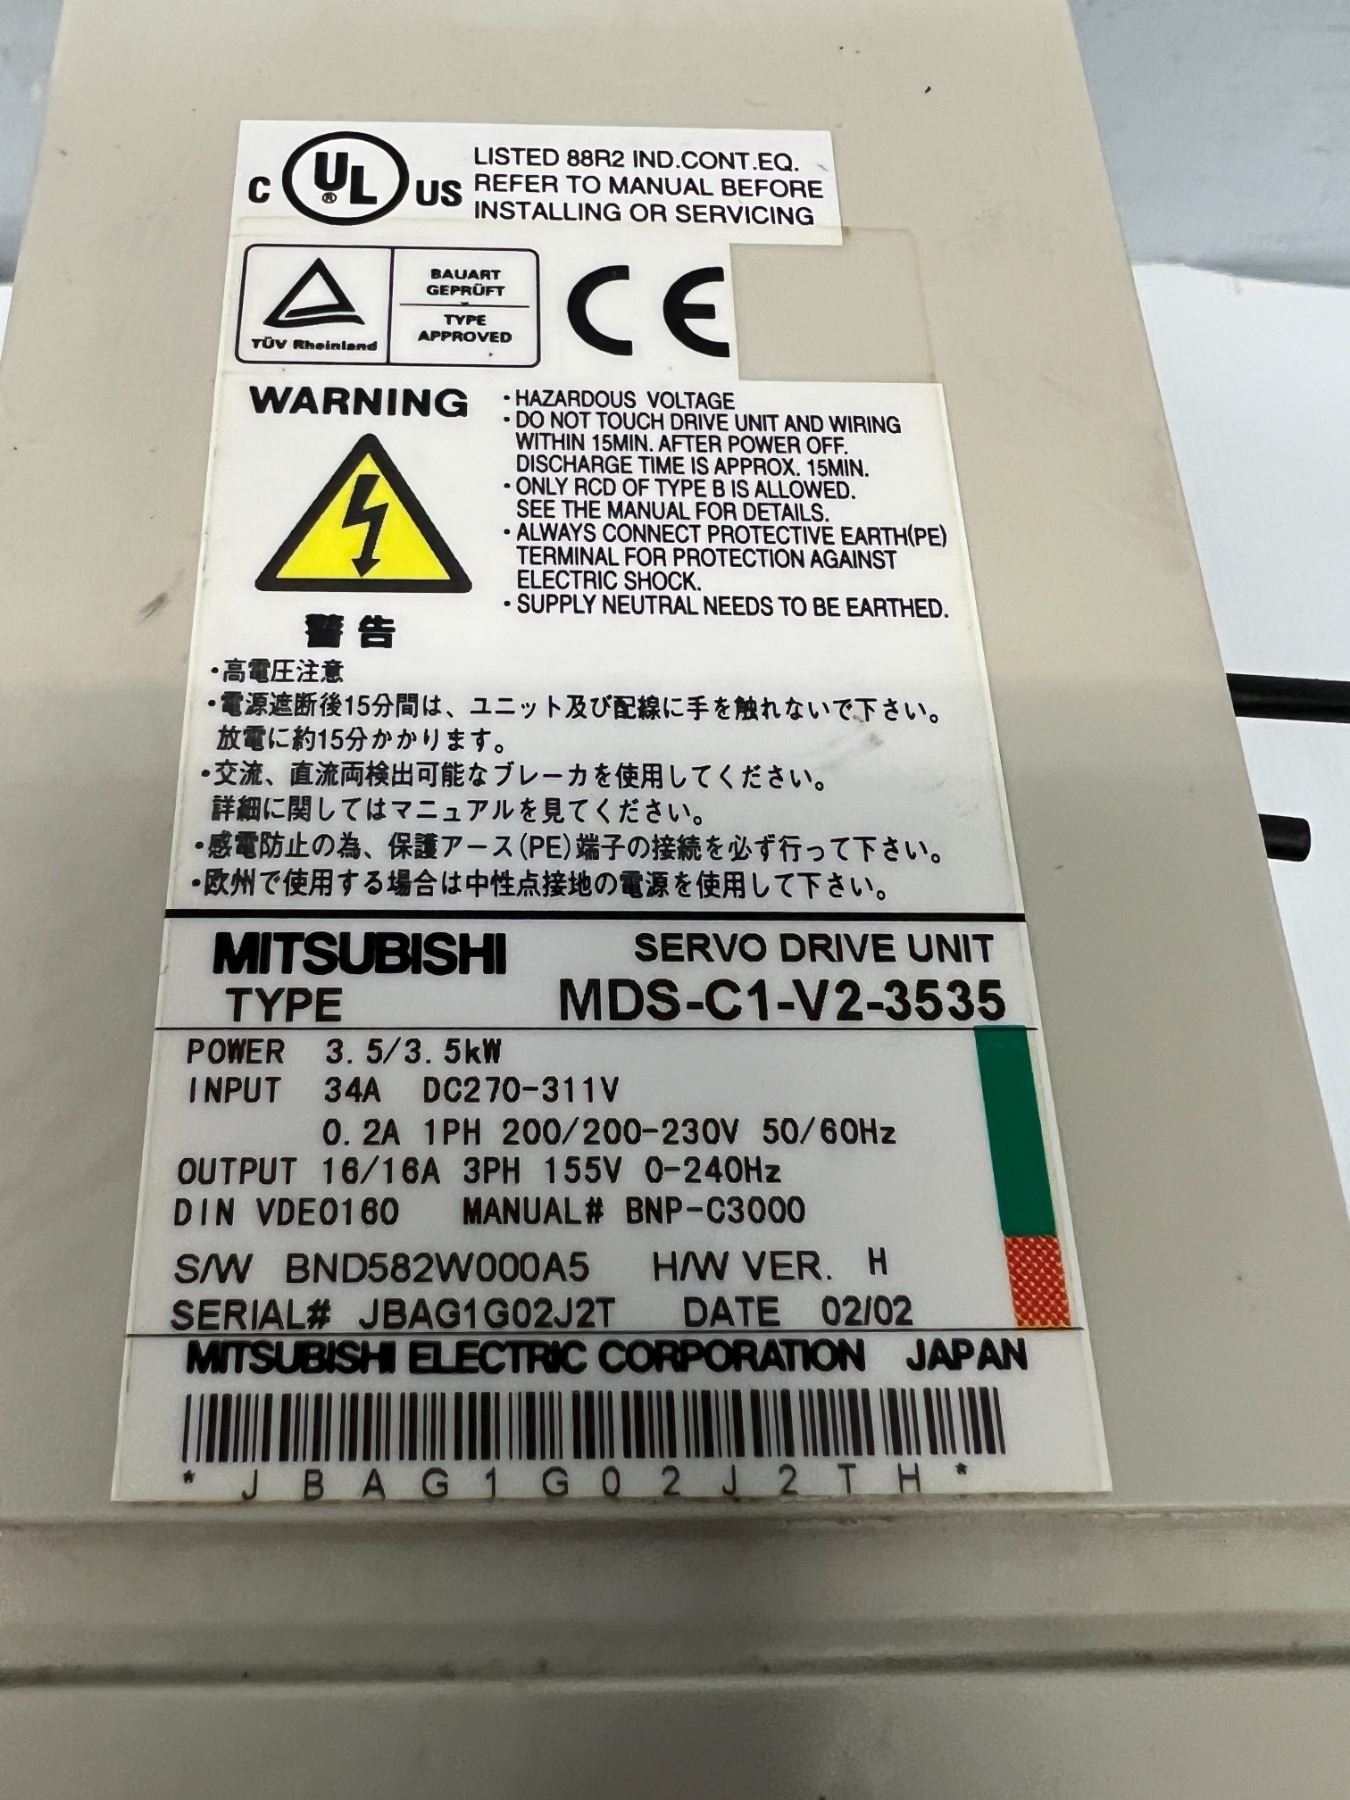 C UL® US
LISTED 88R2 IND.CONT.EQ.
REFER TO MANUAL BEFORE
INSTALLING OR SERVICING
TÜV Rheinland
BAUART
GEPRÜFT
TYPE
APPROVED
CE
WARNING
・HAZARDOUS VOLTAGE
・DO NOT TOUCH DRIVE UNIT AND WIRING
WITHIN 15MIN. AFTER POWER OFF.
DISCHARGE TIME IS APPROX. 15MIN.
・ONLY RCD OF TYPE B IS ALLOWED.
SEE THE MANUAL FOR DETAILS.
・ALWAYS CONNECT PROTECTIVE EARTH(PE)
TERMINAL FOR PROTECTION AGAINST
ELECTRIC SHOCK.
・SUPPLY NEUTRAL NEEDS TO BE EARTHED.
警告
・高電圧注意
・電源遮断後15分間は、ユニット及び配線に手を触れないで下さい。
放電に約15分かかります。
・交流、直流両検出可能なブレーカを使用してください。
詳細に関してはマニュアルを見てください。
・感電防止の為、保護アース(PE)端子の接続を必ず行って下さい。
・欧州で使用する場合は中性点接地の電源を使用して下さい。
MITSUBISHI SERVO DRIVE UNIT
TYPE MDS-C1-V2-3535
POWER 3.5/3.5kW
INPUT 34A DC270-311V
0.2A 1PH 200/200-230V 50/60Hz
OUTPUT 16/16A 3PH 155V 0-240Hz
DIN VDE0160 MANUAL# BNP-C3000
S/W BND582W000A5 H/W VER. H
SERIAL# JBAG1G02J2T DATE 02/02
MITSUBISHI ELECTRIC CORPORATION JAPAN
* J B A G 1 G 0 2 J 2 T H *